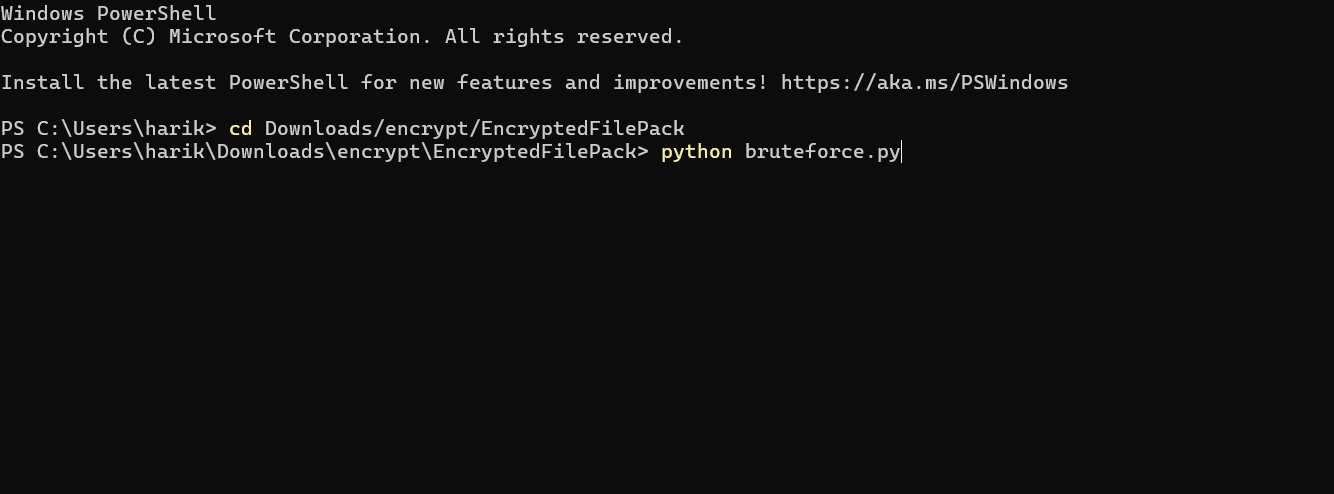 Windows PowerShell
Copyright (C) Microsoft Corporation. All rights reserved.
Install the latest PowerShell for new features and improvements! https://aka.ms/PSWindows
PS C:\Users\harik> cd Downloads/encrypt/EncryptedFilePack
PS C:\Users\harik\Downloads\encrypt\EncryptedFilePack> python bruteforce.py